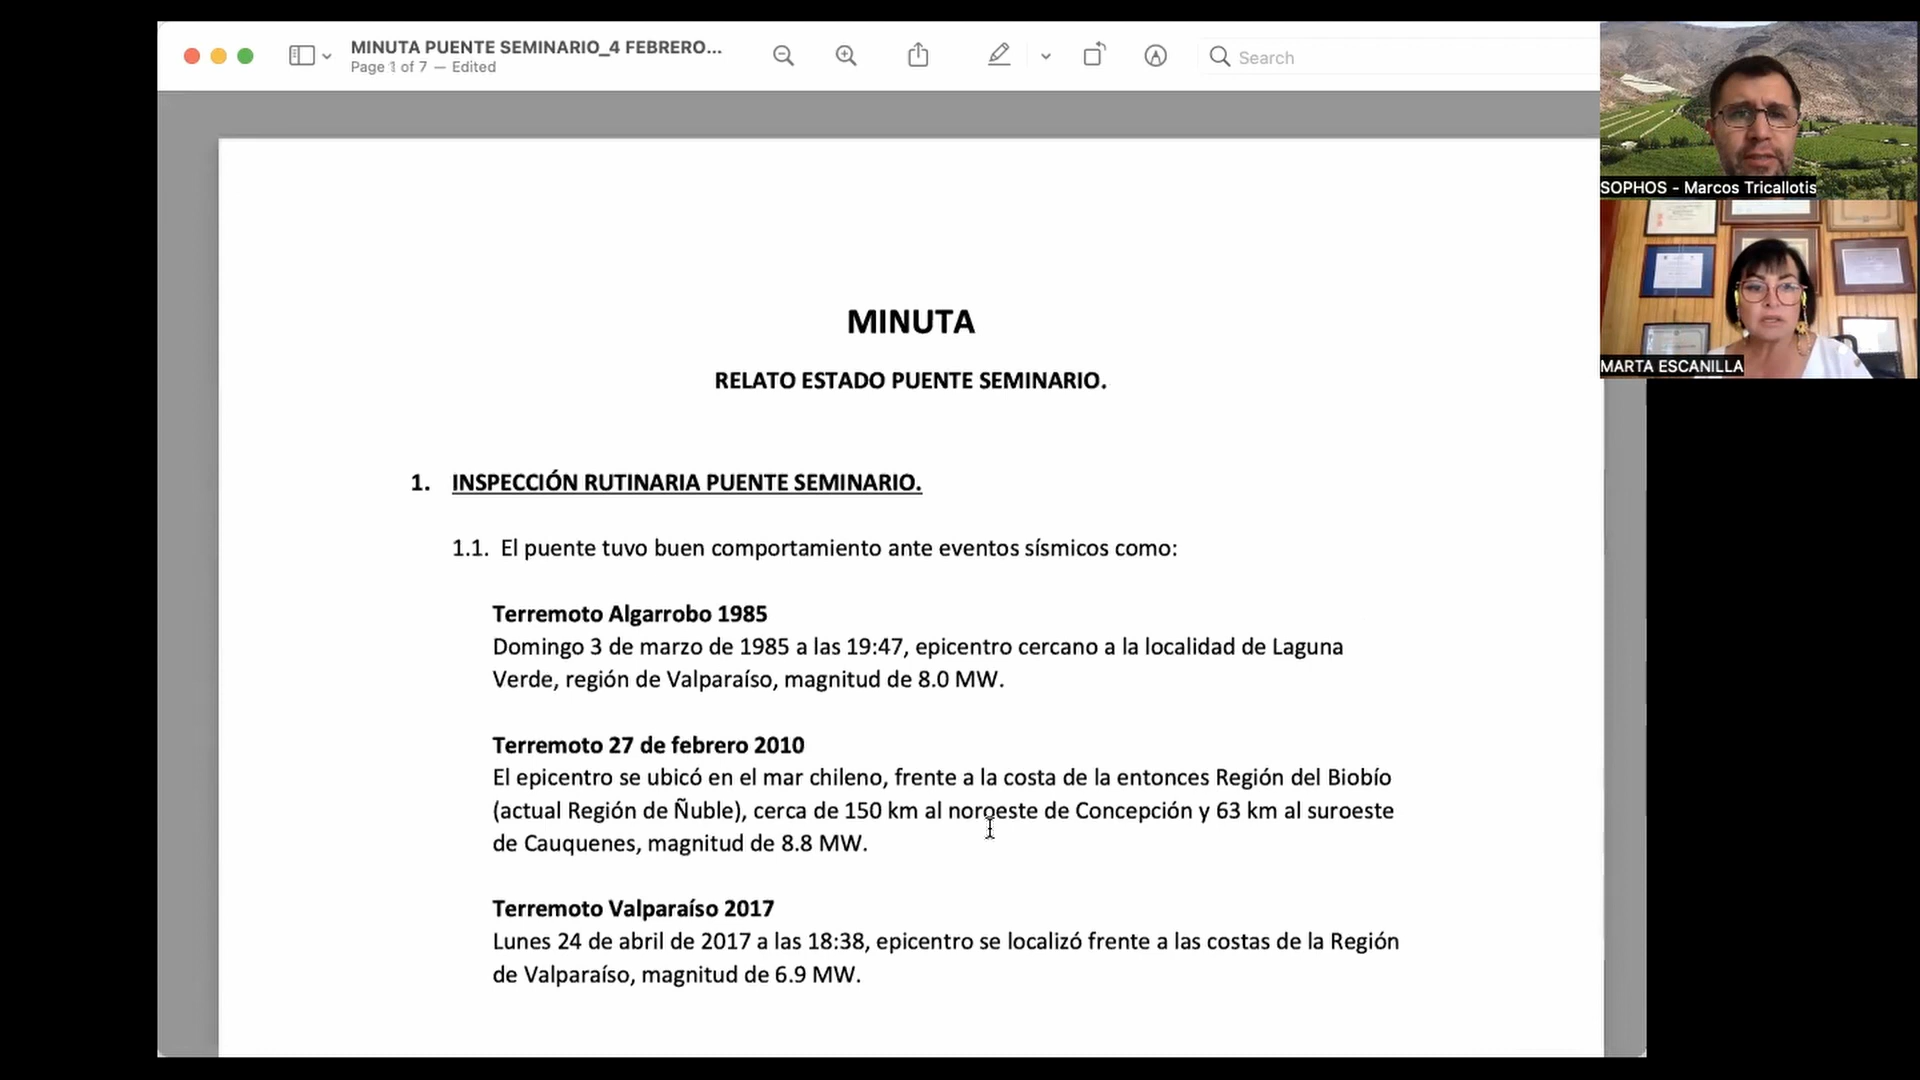 MINUTA PUENTE SEMINARIO_4 FEBRERO...
Page 1 of 7 — Edited
Search
SOPHOS - Marcos Tricallotis
MARTA ESCANILLA
MINUTA
RELATO ESTADO PUENTE SEMINARIO.
1. INSPECCIÓN RUTINARIA PUENTE SEMINARIO.
1.1. El puente tuvo buen comportamiento ante eventos sísmicos como:
Terremoto Algarrobo 1985
Domingo 3 de marzo de 1985 a las 19:47, epicentro cercano a la localidad de Laguna
Verde, región de Valparaíso, magnitud de 8.0 MW.
Terremoto 27 de febrero 2010
El epicentro se ubicó en el mar chileno, frente a la costa de la entonces Región del Biobío
(actual Región de Ñuble), cerca de 150 km al noroeste de Concepción y 63 km al suroeste
de Cauquenes, magnitud de 8.8 MW.
Terremoto Valparaíso 2017
Lunes 24 de abril de 2017 a las 18:38, epicentro se localizó frente a las costas de la Región
de Valparaíso, magnitud de 6.9 MW.